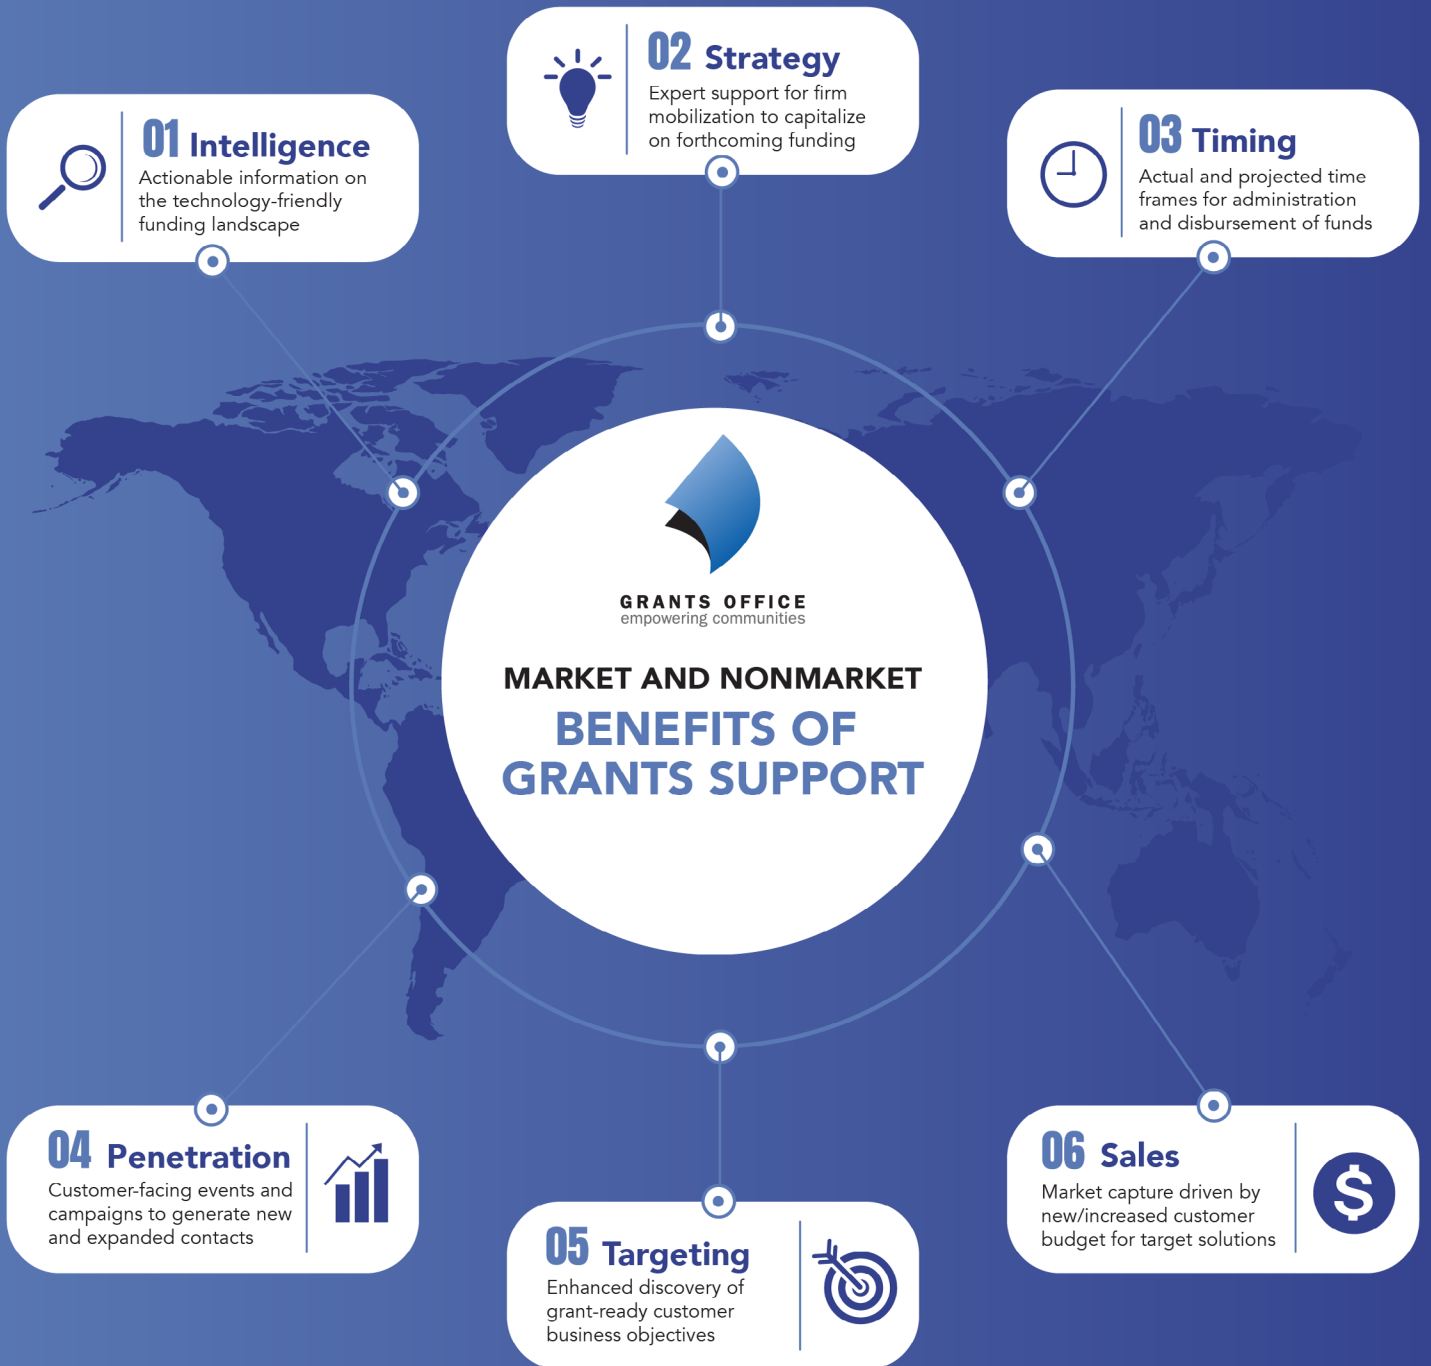 01 Intelligence
Actionable information on
the technology-friendly
funding landscape
02 Strategy
Expert support for firm
mobilization to capitalize
on forthcoming funding
03 Timing
Actual and projected time
frames for administration
and disbursement of funds
GRANTS OFFICE
empowering communities
MARKET AND NONMARKET
BENEFITS OF
GRANTS SUPPORT
04 Penetration
Customer-facing events and
campaigns to generate new
and expanded contacts
05 Targeting
Enhanced discovery of
grant-ready customer
business objectives
06 Sales
Market capture driven by
new/increased customer
budget for target solutions
$